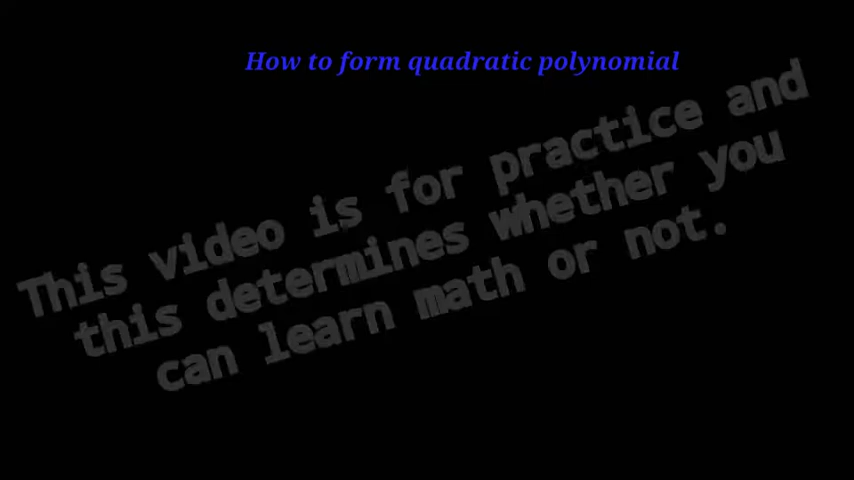 How to form quadratic polynomial
This video is for practice and
this determines whether you
can learn math or not.